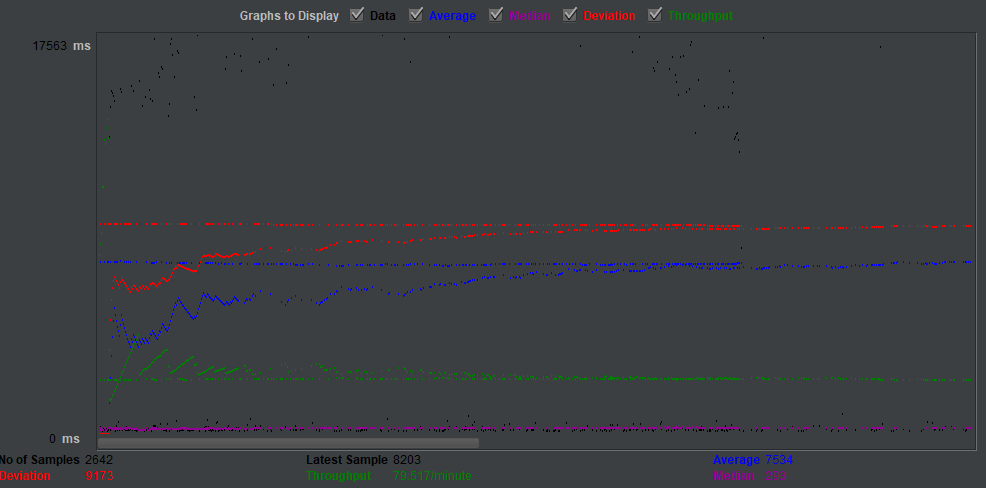 Graphs to Display Data Average Median Deviation Throughput
17563 ms
0 ms
No of Samples 2642 Latest Sample 8203 Average 7534
Deviation 9173 Throughput 79.517/minute Median